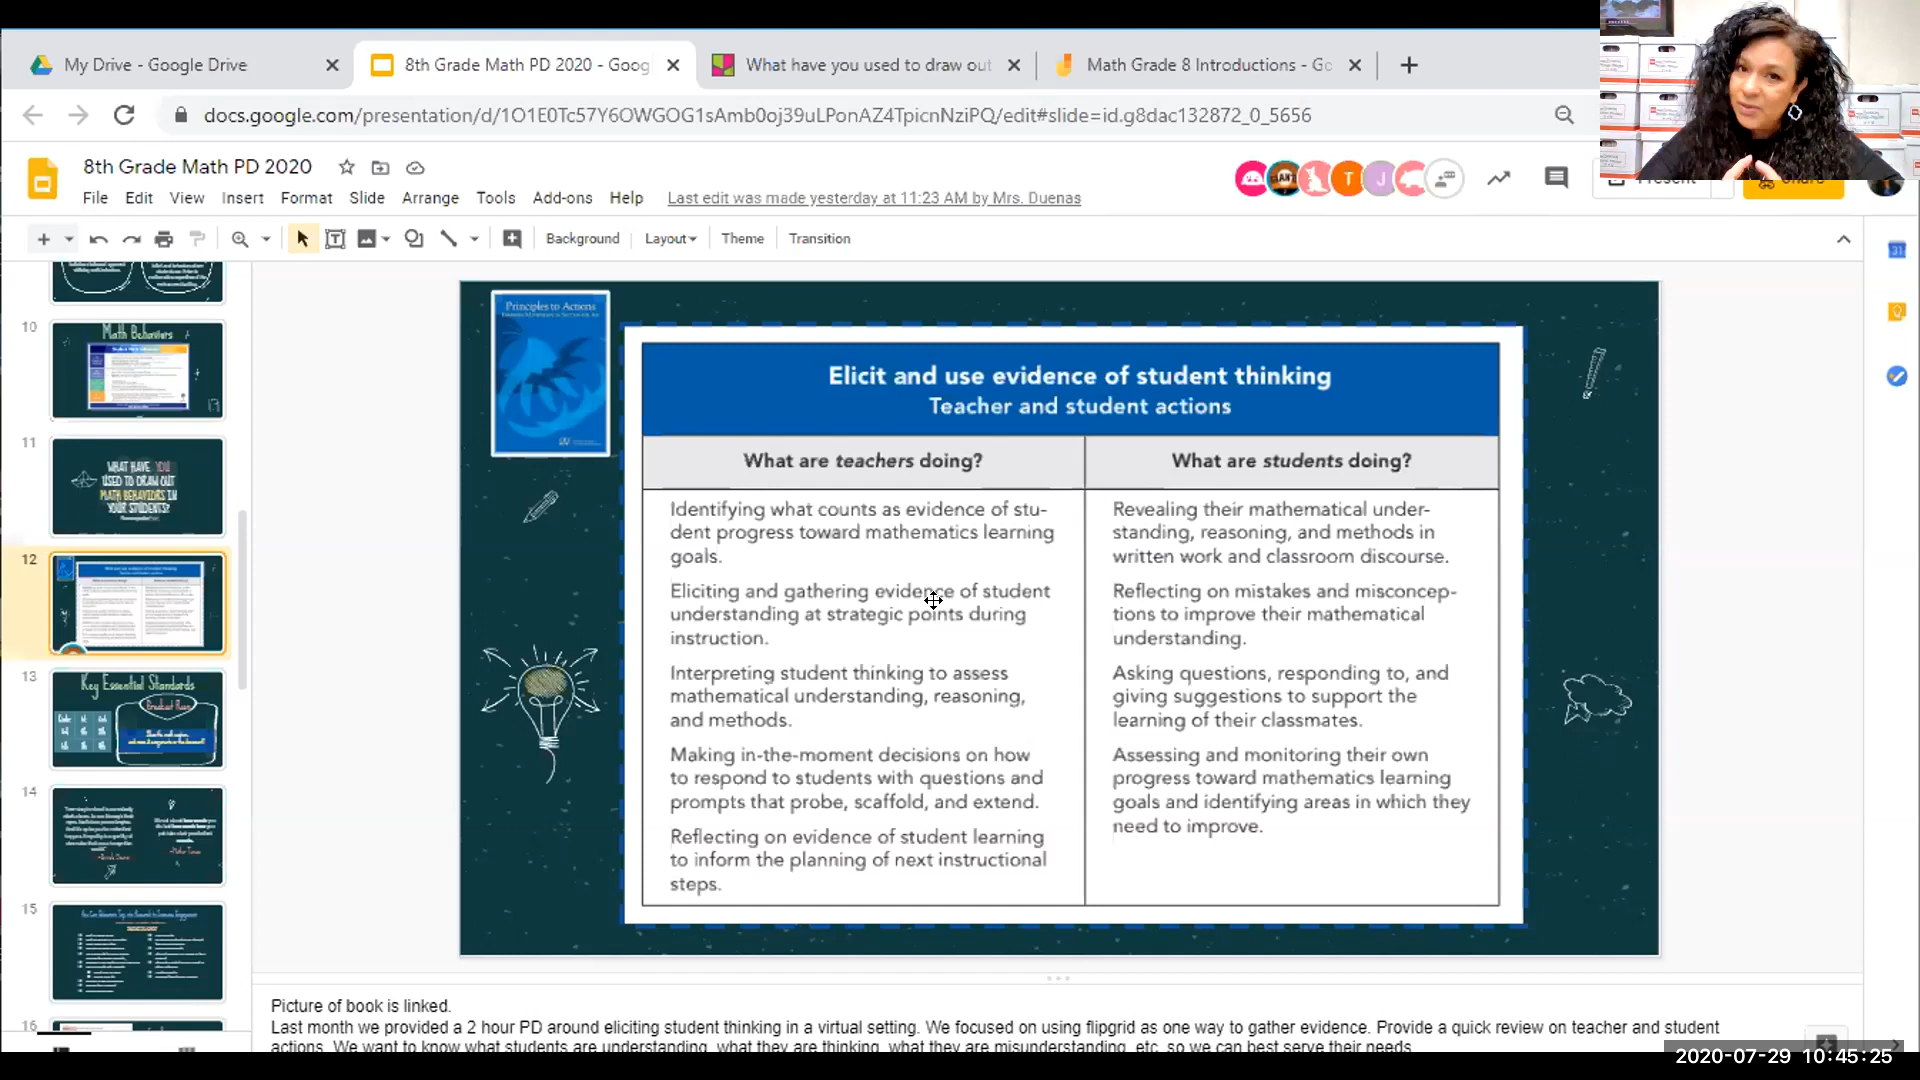 My Drive - Google Drive
8th Grade Math PD 2020 - Goog
What have you used to draw out
Math Grade 8 Introductions - Gc
docs.google.com/presentation/d/1O1E0Tc57Y6OWGOG1sAmb0oj39uLPonAZ4TpicnNziPQ/edit#slide=id.g8dac132872_0_5656
8th Grade Math PD 2020
File Edit View Insert Format Slide Arrange Tools Add-ons Help Last edit was made yesterday at 11:23 AM by Mrs. Duenas
GIANTS
T
J
Background Layout Theme Transition
31
10
Math Behaviors
11
WHAT HAVE YOU
USED TO DRAW OUT
MATH BEHAVIORS IN
YOUR STUDENTS?
12
13
Key Essential Standards
Breakout Room
14
15
16
Principles to Actions
Elicit and use evidence of student thinking
Teacher and student actions
What are teachers doing?
What are students doing?
Identifying what counts as evidence of stu-
dent progress toward mathematics learning
goals.
Eliciting and gathering evidence of student
understanding at strategic points during
instruction.
Interpreting student thinking to assess
mathematical understanding, reasoning,
and methods.
Making in-the-moment decisions on how
to respond to students with questions and
prompts that probe, scaffold, and extend.
Reflecting on evidence of student learning
to inform the planning of next instructional
steps.
Revealing their mathematical under-
standing, reasoning, and methods in
written work and classroom discourse.
Reflecting on mistakes and misconcep-
tions to improve their mathematical
understanding.
Asking questions, responding to, and
giving suggestions to support the
learning of their classmates.
Assessing and monitoring their own
progress toward mathematics learning
goals and identifying areas in which they
need to improve.
Picture of book is linked.
Last month we provided a 2 hour PD around eliciting student thinking in a virtual setting. We focused on using flipgrid as one way to gather evidence. Provide a quick review on teacher and student
actions. We want to know what students are understanding, what they are thinking, what they are misunderstanding, etc. so we can best serve their needs
2020-07-29 10:45:25